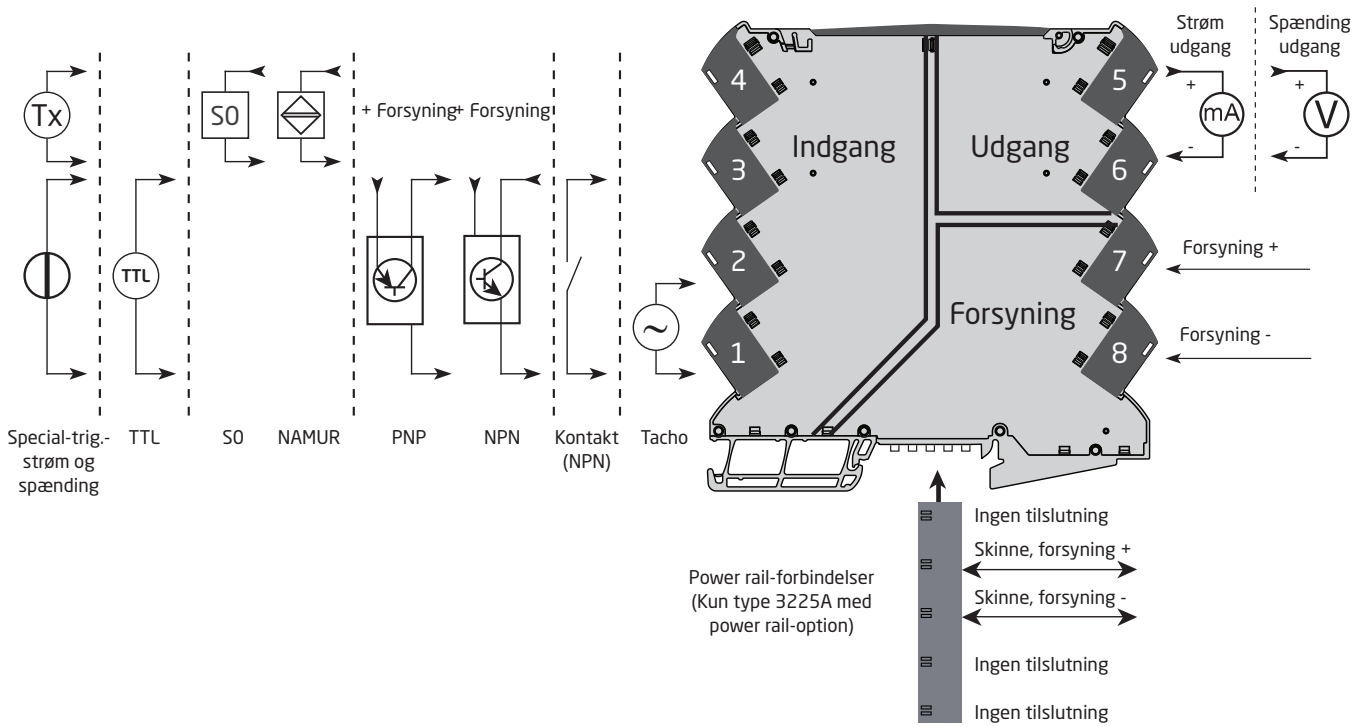 Strøm
udgang
Spænding
udgang
+
mA
-
+
V
-
4
3
2
1
5
6
7
8
Indgang
Udgang
Forsyning
Tx
S0
+ Forsyning
+ Forsyning
TTL
~
Forsyning +
Forsyning -
Special-trig.-
strøm og
spænding
TTL
S0
NAMUR
PNP
NPN
Kontakt
(NPN)
Tacho
Power rail-forbindelser
(Kun type 3225A med
power rail-option)
Ingen tilslutning
Skinne, forsyning +
Skinne, forsyning -
Ingen tilslutning
Ingen tilslutning